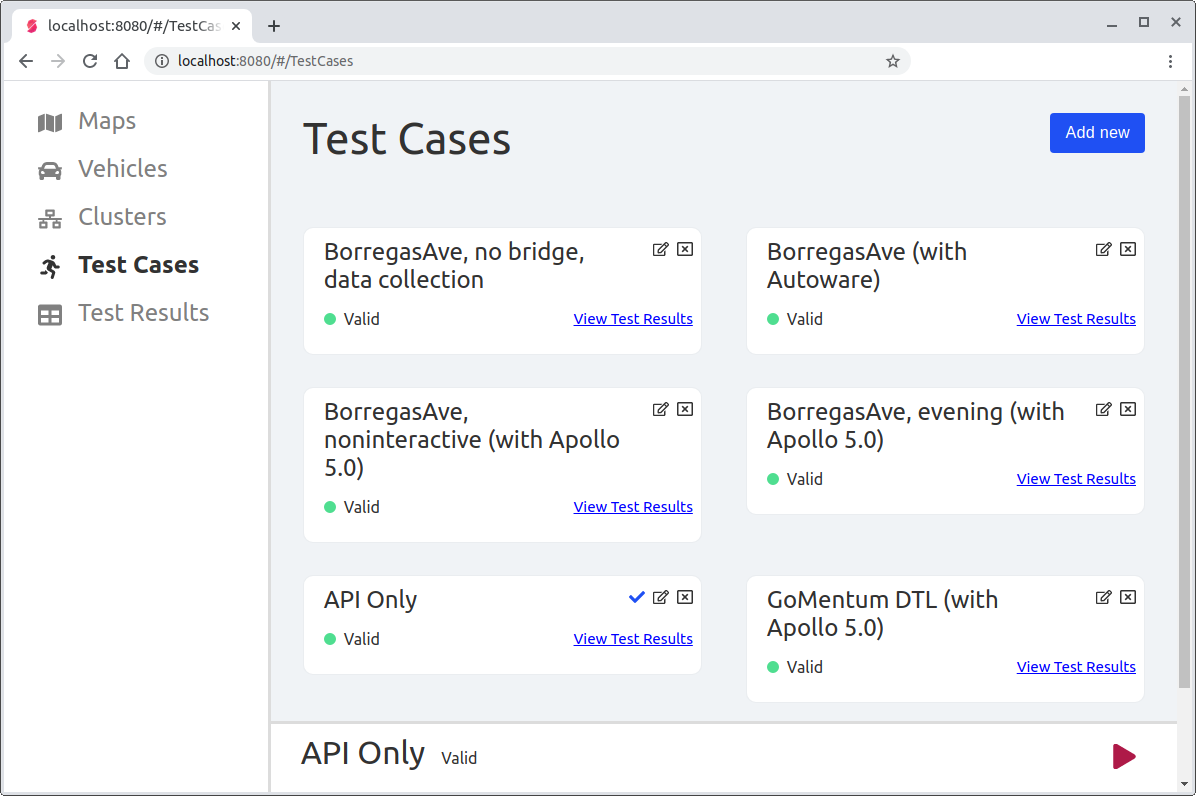 localhost:8080/#/TestCas
localhost:8080/#/TestCases
Maps
Vehicles
Clusters
Test Cases
Test Results
Test Cases
Add new
BorregasAve, no bridge,
data collection
Valid
View Test Results
BorregasAve (with
Autoware)
Valid
View Test Results
BorregasAve,
noninteractive (with Apollo
5.0)
Valid
View Test Results
BorregasAve, evening (with
Apollo 5.0)
Valid
View Test Results
API Only
Valid
View Test Results
GoMentum DTL (with
Apollo 5.0)
Valid
View Test Results
API Only Valid